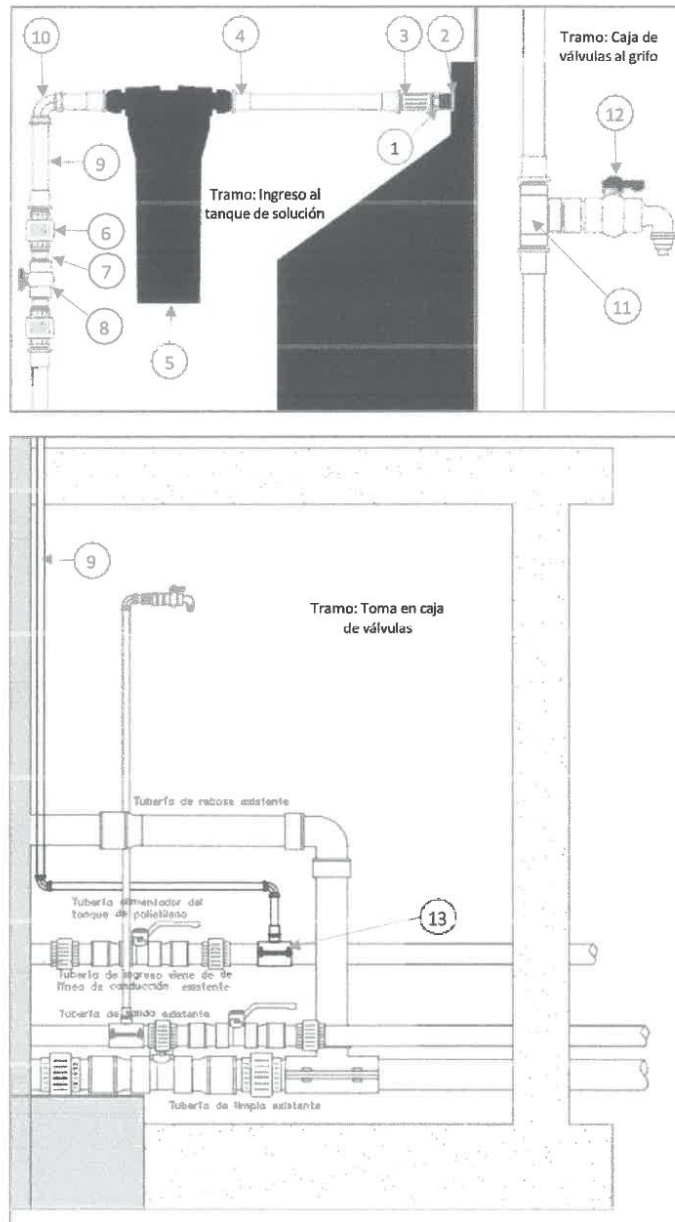 10
4
3
2
Tramo: Caja de
válvulas al grifo
12
1
9
Tramo: Ingreso al
tanque de solución
6
7
8
5
11
9
Tramo: Toma en caja
de válvulas
Tubería de rebose existente
Tubería alimentador del
tanque de polietileno
13
Tubería de ingreso viene de de
línea de conducción existente
Tubería de salida existente
Tubería de limpia existente